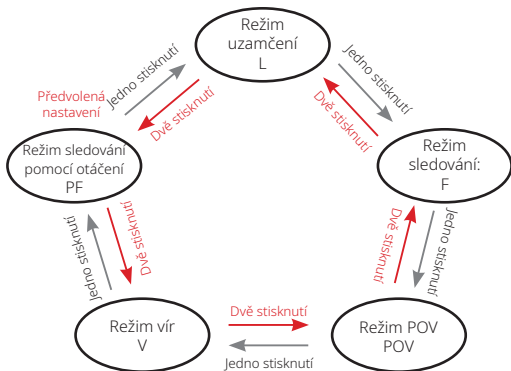 Režim
uzamčení
L
Jedno stisknutí
Jedno stisknutí
Předvolená
nastavení
Dvě stisknutí
Dvě stisknutí
Režim sledování
pomocí otáčení
PF
Režim
sledování:
F
Jedno stisknutí
Dvě stisknutí
Dvě
stisknutí
Jedno
stisknutí
Režim vír
V
Dvě stisknutí
Jedno stisknutí
Režim POV
POV